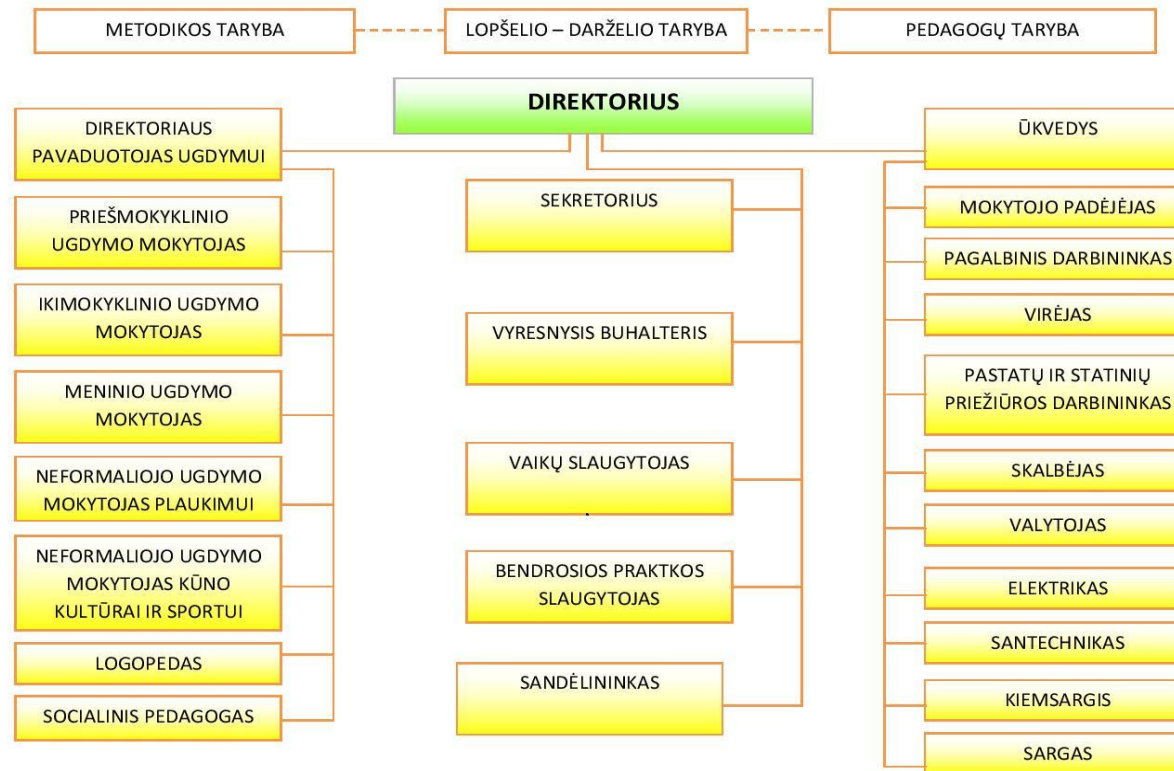 METODIKOS TARYBA
LOPŠELIO – DARŽELIO TARYBA
PEDAGOGŲ TARYBA
DIREKTORIUS
DIREKTORIAUS
PAVADUOTOJAS UGDYMUI
PRIEŠMOKYKLINIO
UGDYMO MOKYTOJAS
IKIMOKYKLINIO UGDYMO
MOKYTOJAS
MENINIO UGDYMO
MOKYTOJAS
NEFORMALIOJO UGDYMO
MOKYTOJAS PLAUKIMUI
NEFORMALIOJO UGDYMO
MOKYTOJAS KŪNO
KULTŪRAI IR SPORTUI
LOGOPEDAS
SOCIALINIS PEDAGOGAS
SEKRETORIUS
VYRESNYSIS BUHALTERIS
VAIKŲ SLAUGYTOJAS
BENDROSIOS PRAKTKOS
SLAUGYTOJAS
SANDĖLININKAS
ŪKVEDYS
MOKYTOJO PADĖJĖJAS
PAGALBINIS DARBININKAS
VIRĖJAS
PASTATŲ IR STATINIŲ
PRIEŽIŪROS DARBININKAS
SKALBĖJAS
VALYTOJAS
ELEKTRIKAS
SANTECHNIKAS
KIEMSARGIS
SARGAS